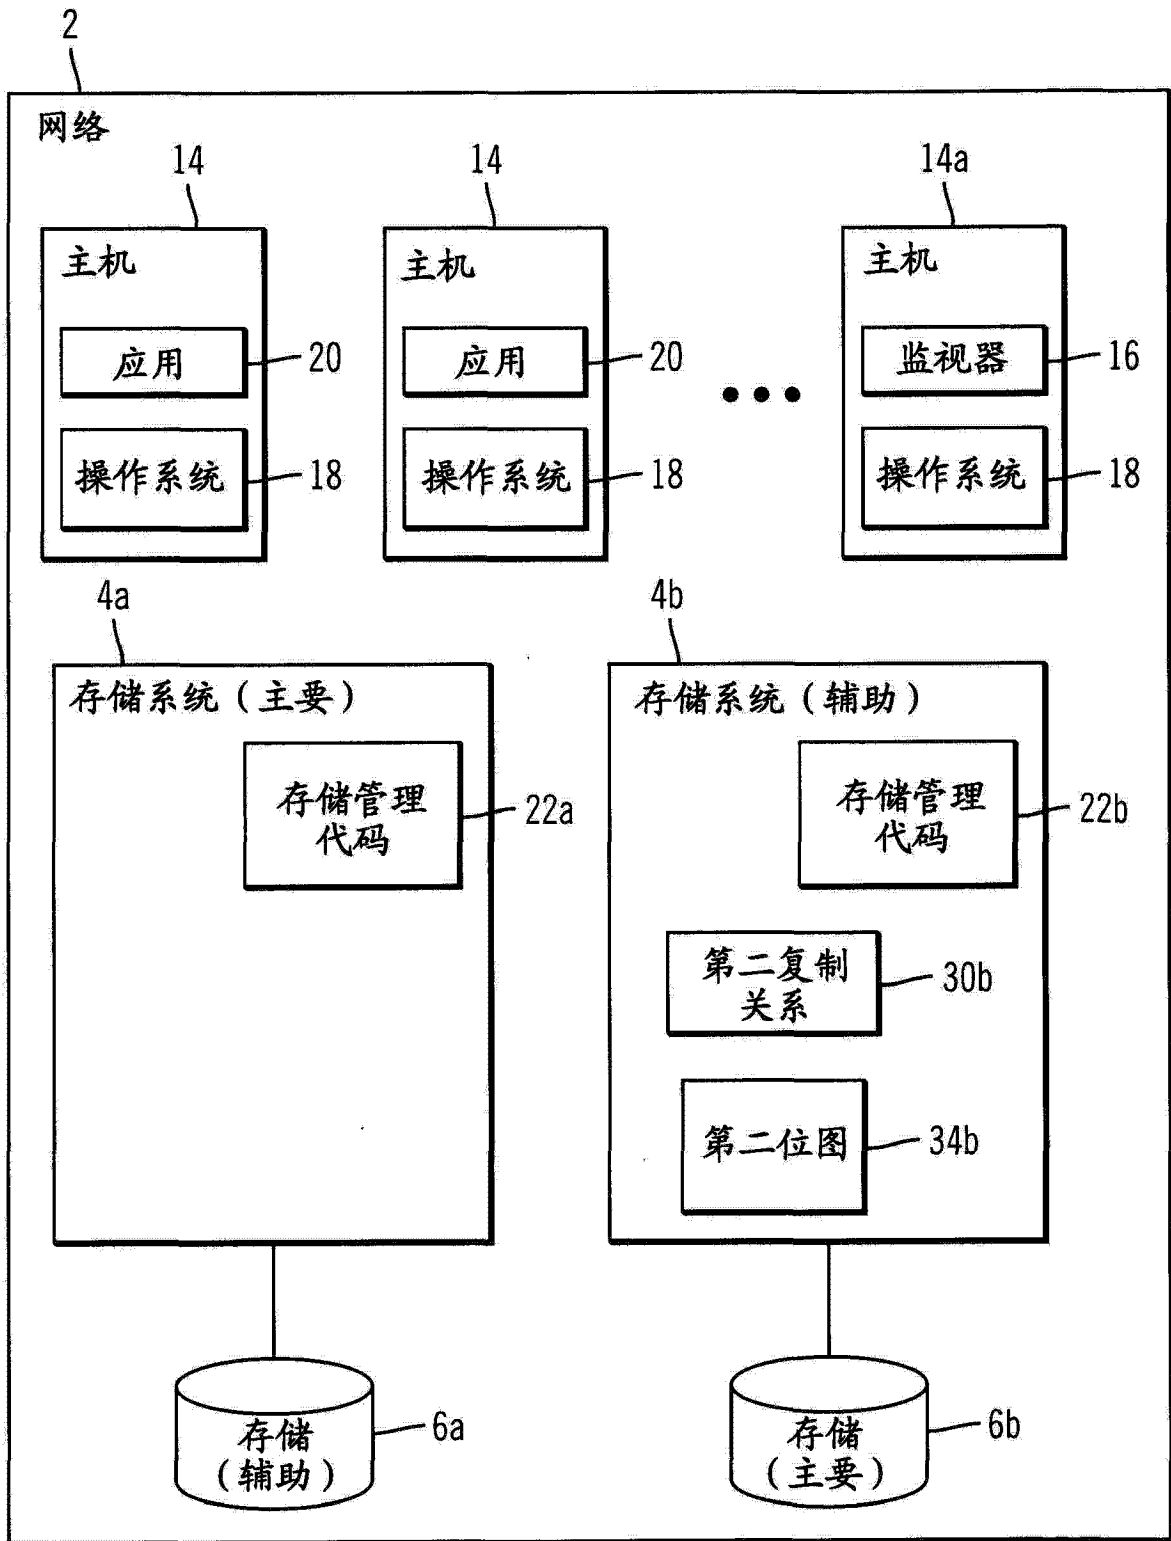 2
网络
14
14
14a
主机
主机
主机
应用
20
应用
20
监视器
16
操作系统
18
操作系统
18
操作系统
18
4a
4b
存储系统（主要）
存储系统（辅助）
存储管理
代码
22a
存储管理
代码
22b
第二复制
关系
30b
第二位图
34b
存储
（辅助）
6a
存储
（主要）
6b